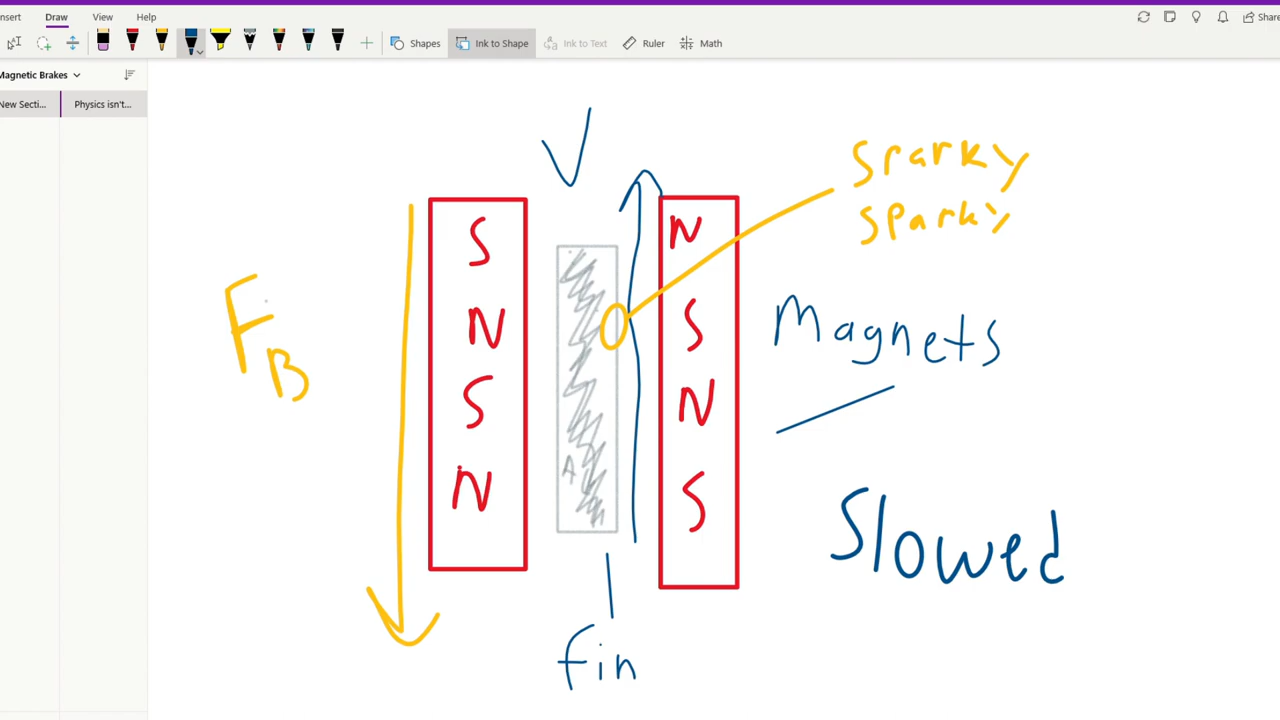 nsert Draw View Help
Shapes Ink to Shape Ink to Text Ruler Math Share
Magnetic Brakes
New Secti... Physics isn't...
V
sparky
sparky
S N
N S
S N
N S
A
FB
Magnets
Slowed
fin